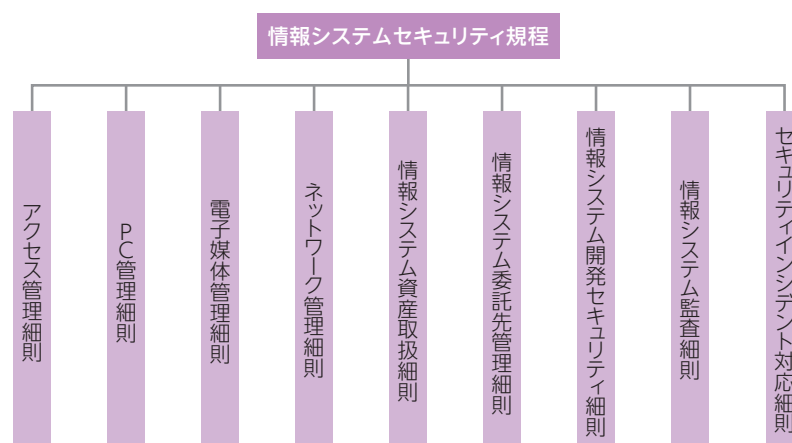 情報システムセキュリティ規程
アクセス管理細則
PC管理細則
電子媒体管理細則
ネットワーク管理細則
情報システム資産取扱細則
情報システム委託先管理細則
情報システム開発セキュリティ細則
情報システム監査細則
セキュリティインシデント対応細則